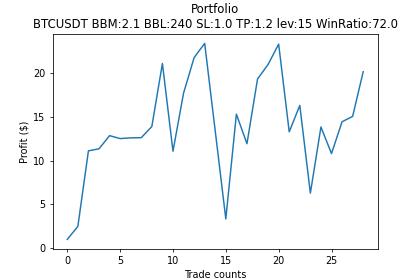 Portfolio
BTCUSDT BBM:2.1 BBL:240 SL:1.0 TP:1.2 lev:15 WinRatio:72.0
Profit ($)
20
15
10
5
0
0 5 10 15 20 25
Trade counts